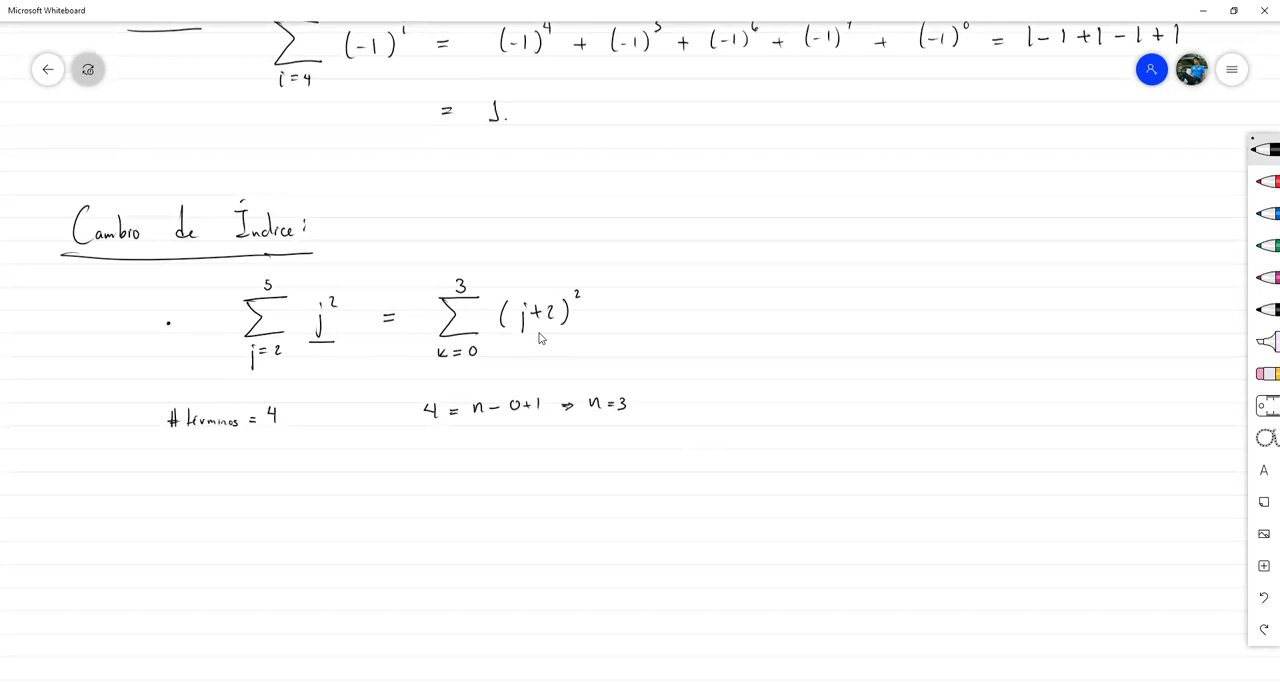 Microsoft Whiteboard
∑ i=4 (-1)^i = (-1)^4 + (-1)^5 + (-1)^6 + (-1)^7 + (-1)^8 = 1-1+1-1+1
= 1.
Cambio de Índice:
. ∑ j=2 5 j^2 = ∑ k=0 3 (j+2)^2
# términos = 4 4 = n-0+1 ⇒ n=3
A